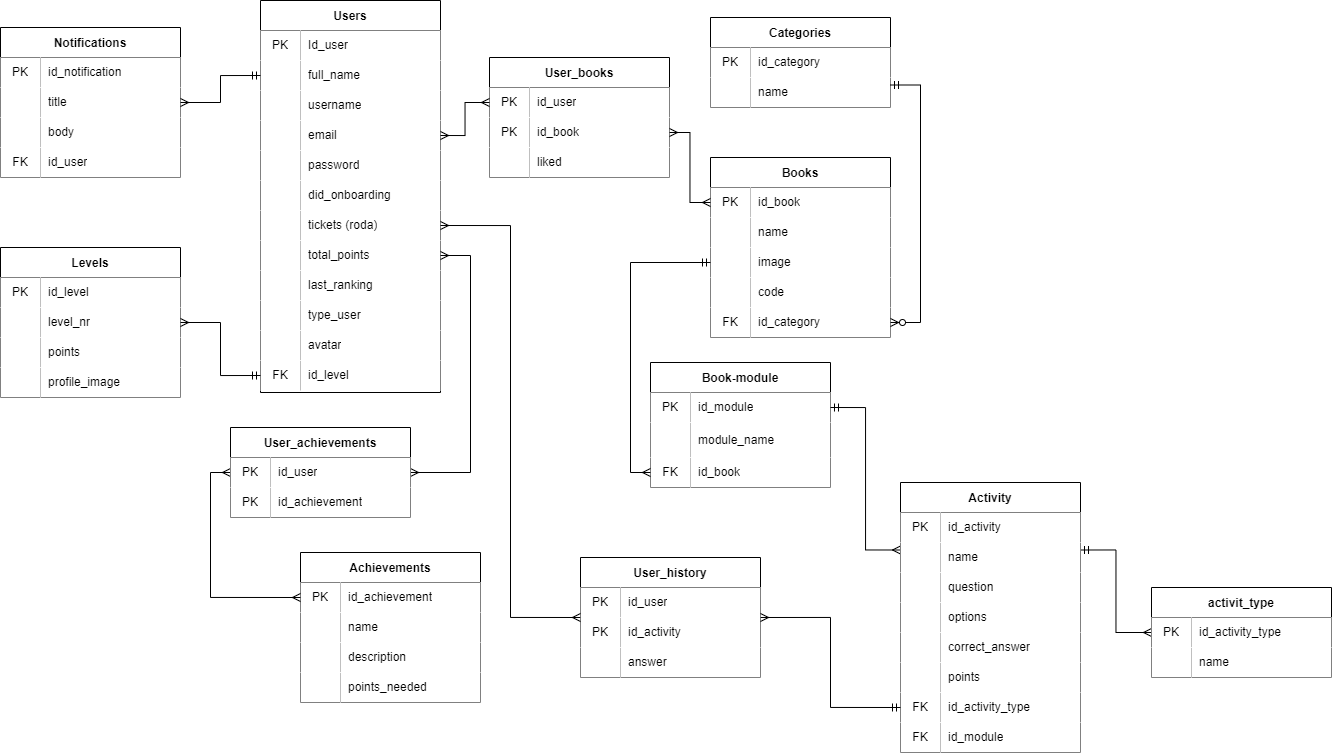 Users
PK Id_user
full_name
username
email
password
did_onboarding
tickets (roda)
total_points
last_ranking
type_user
avatar
FK id_level
Notifications
PK id_notification
title
body
FK id_user
Levels
PK id_level
level_nr
points
profile_image
User_books
PK id_user
PK id_book
liked
Categories
PK id_category
name
Books
PK id_book
name
image
code
FK id_category
Book-module
PK id_module
module_name
FK id_book
User_achievements
PK id_user
PK id_achievement
Achievements
PK id_achievement
name
description
points_needed
User_history
PK id_user
PK id_activity
answer
Activity
PK id_activity
name
question
options
correct_answer
points
FK id_activity_type
FK id_module
activit_type
PK id_activity_type
name